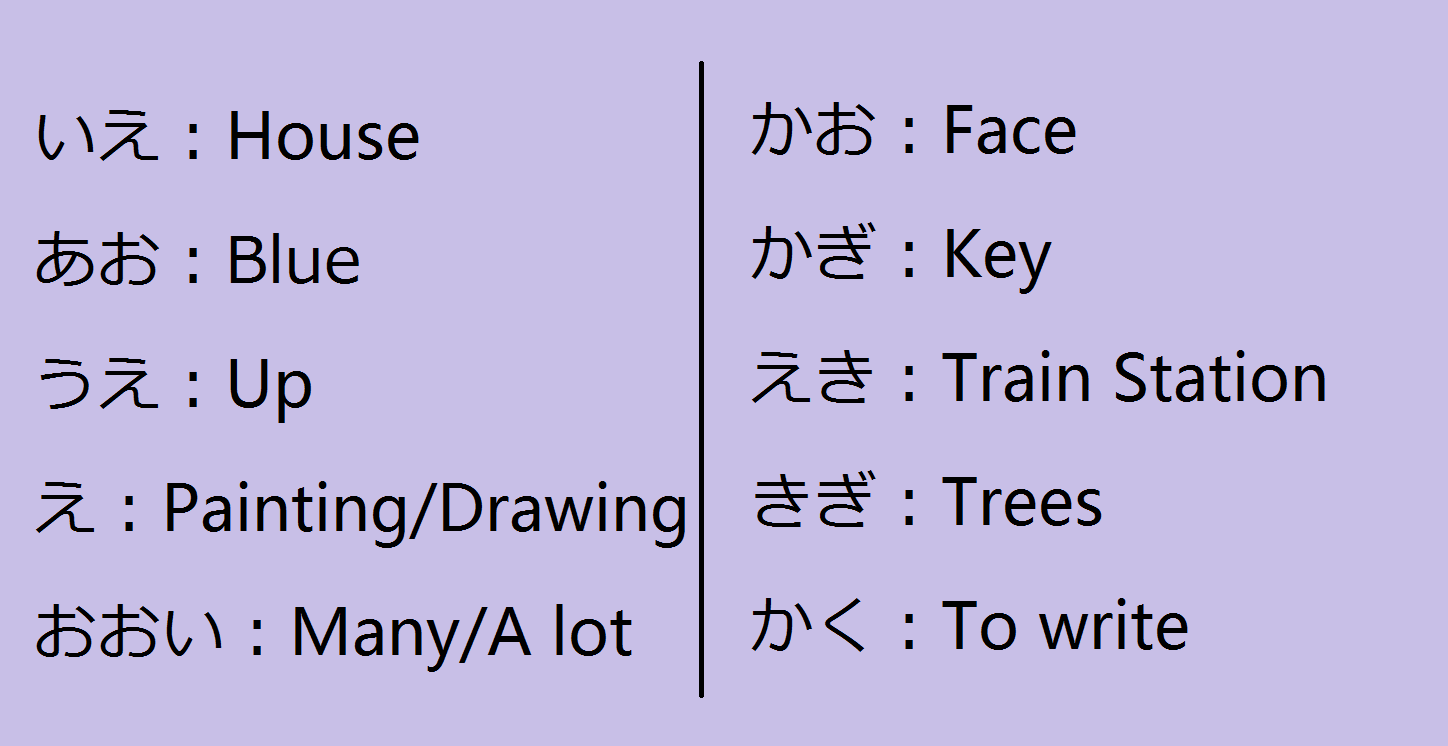 いえ : House
あお : Blue
うえ : Up
え : Painting/Drawing
おおい : Many/A lot
かお : Face
かぎ : Key
えき : Train Station
きぎ : Trees
かく : To write